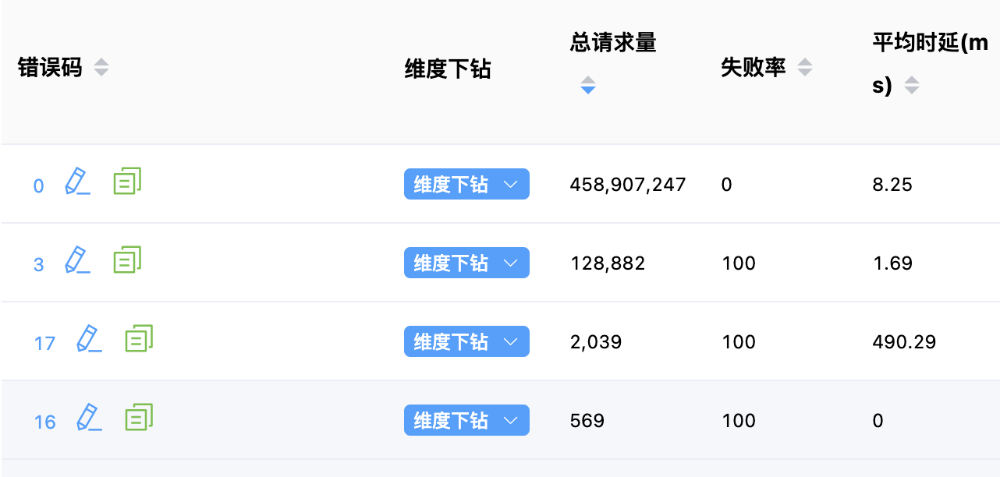 错误码
维度下钻
总请求量
失败率
平均时延(m
s)
0 维度下钻 458,907,247 0 8.25
3 维度下钻 128,882 100 1.69
17 维度下钻 2,039 100 490.29
16 维度下钻 569 100 0